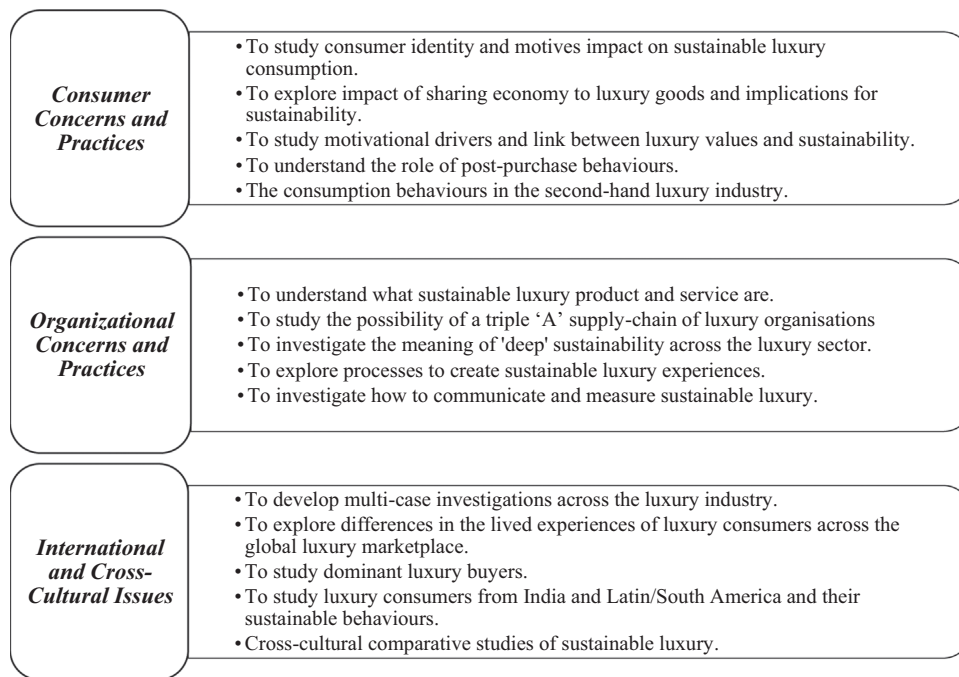 Consumer
Concerns and
Practices
• To study consumer identity and motives impact on sustainable luxury
consumption.
• To explore impact of sharing economy to luxury goods and implications for
sustainability.
• To study motivational drivers and link between luxury values and sustainability.
• To understand the role of post-purchase behaviours.
• The consumption behaviours in the second-hand luxury industry.
Organizational
Concerns and
Practices
• To understand what sustainable luxury product and service are.
• To study the possibility of a triple ‘A’ supply-chain of luxury organisations
• To investigate the meaning of 'deep' sustainability across the luxury sector.
• To explore processes to create sustainable luxury experiences.
• To investigate how to communicate and measure sustainable luxury.
International
and Cross-
Cultural Issues
• To develop multi-case investigations across the luxury industry.
• To explore differences in the lived experiences of luxury consumers across the
global luxury marketplace.
• To study dominant luxury buyers.
• To study luxury consumers from India and Latin/South America and their
sustainable behaviours.
• Cross-cultural comparative studies of sustainable luxury.